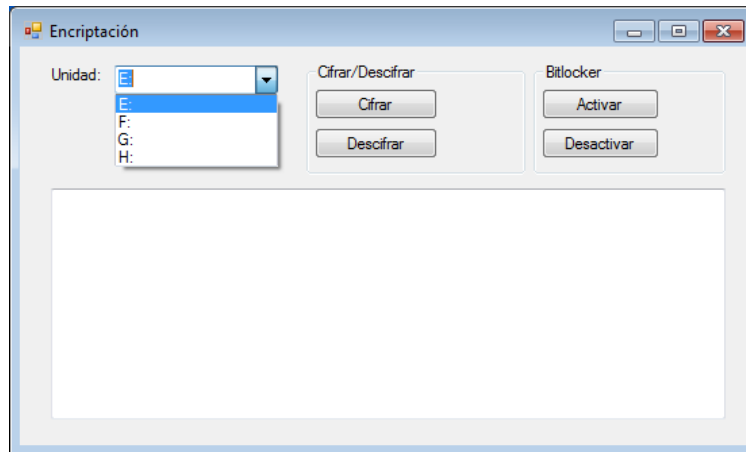 Encriptación
Unidad:
E:
E:
F:
G:
H:
Cifrar/Descifrar
Cifrar
Descifrar
Bitlocker
Activar
Desactivar